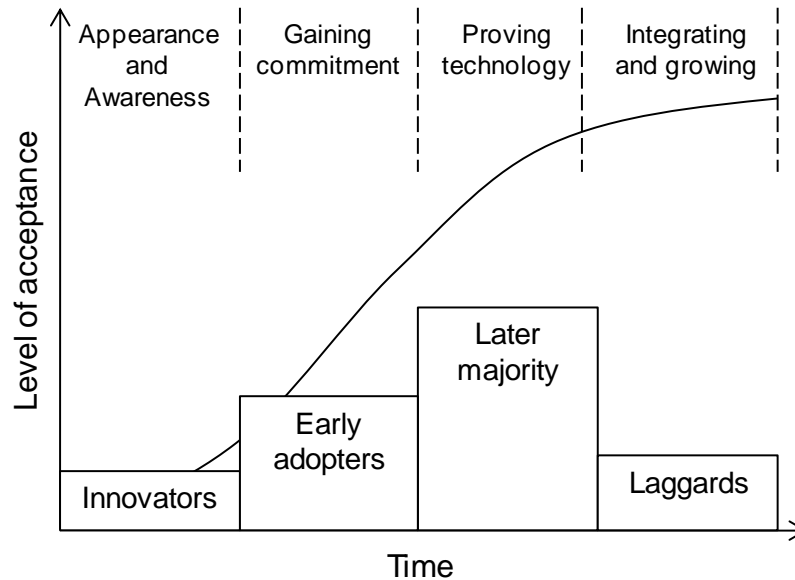 Appearance
and
Awareness
Gaining
commitment
Proving
technology
Integrating
and growing
Level of acceptance
Later
majority
Early
adopters
Innovators
Laggards
Time